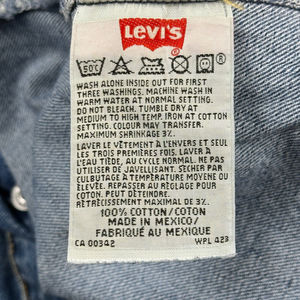 LEVI'S
50°C
®
WASH ALONE INSIDE OUT FOR FIRST
THREE WASHINGS. MACHINE WASH IN
WARM WATER AT NORMAL SETTING.
DO NOT BLEACH. TUMBLE DRY AT
MEDIUM TO HIGH TEMP. IRON AT COTTON
SETTING. COLOUR MAY TRANSFER.
MAXIMUM SHRINKAGE 3%.
LAVER LE VÊTEMENT À L'ENVERS ET SEUL
LES TROIS PREMIÈRES FOIS. LAVER À
L'EAU TIÈDE, AU CYCLE NORMAL. NE PAS
UTILISER DE JAVELLISANT. SÉCHER PAR
CULBUTAGE À TEMPÉRATURE MOYENE OU
ÉLEVÉE. REPASSER AU RÉGLAGE POUR
COTON. PEUT DÉTEINDRE.
RÉTRÉCISSEMENT MAXIMAL DE 3%.
100% COTTON/COTON
MADE IN MEXICO/
FABRIQUÉ AU MEXIQUE
CA 00342 WPL 423